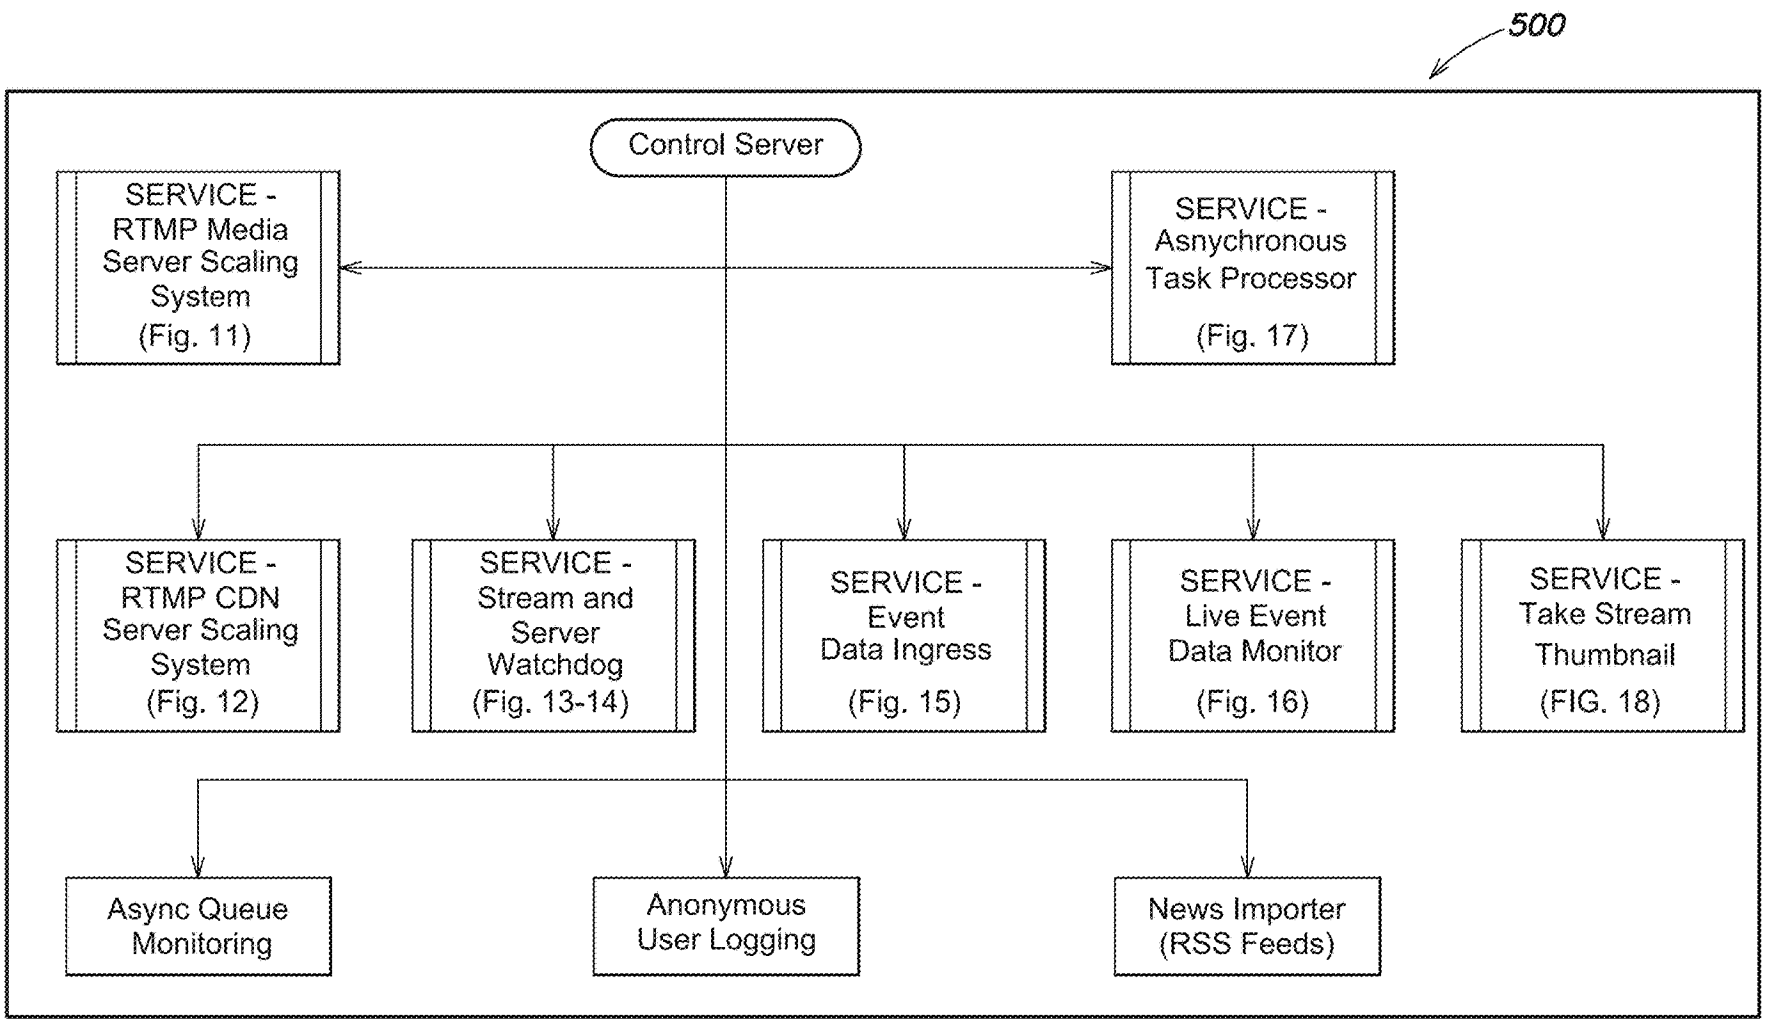 500
Control Server
SERVICE -
RTMP Media
Server Scaling
System
(Fig. 11)
SERVICE -
Asnychronous
Task Processor
(Fig. 17)
SERVICE -
RTMP CDN
Server Scaling
System
(Fig. 12)
SERVICE -
Stream and
Server
Watchdog
(Fig. 13-14)
SERVICE -
Event
Data Ingress
(Fig. 15)
SERVICE -
Live Event
Data Monitor
(Fig. 16)
SERVICE -
Take Stream
Thumbnail
(FIG. 18)
Async Queue
Monitoring
Anonymous
User Logging
News Importer
(RSS Feeds)